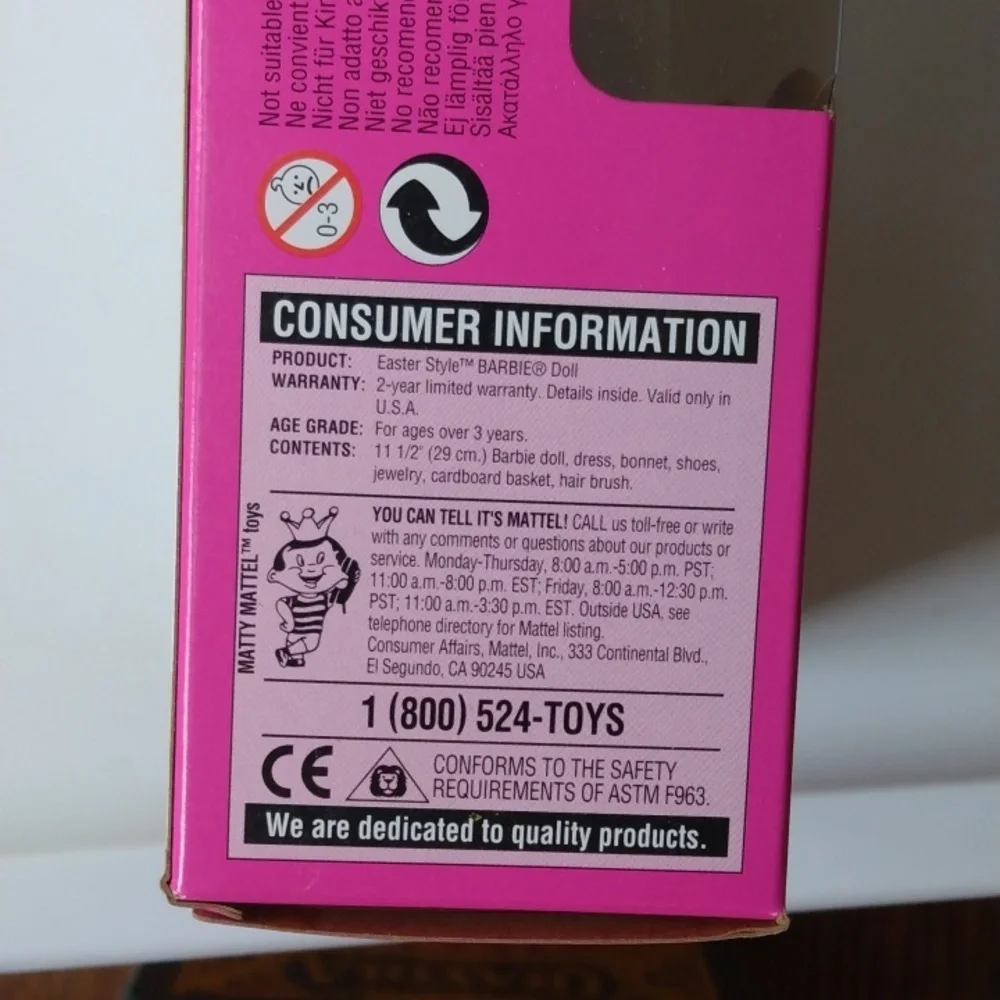 Not suitable
Ne convient
Nicht für Kin
Non adatto a
Niet geschik
No recomend
Não recomen
Ej lämplig fö
Sisältää pien
Ακατάλληλο γ
0-3
CONSUMER INFORMATION
PRODUCT: Easter Style™ BARBIE® Doll
WARRANTY: 2-year limited warranty. Details inside. Valid only in
U.S.A.
AGE GRADE: For ages over 3 years.
CONTENTS: 11 1/2" (29 cm.) Barbie doll, dress, bonnet, shoes,
jewelry, cardboard basket, hair brush.
MATTY MATTEL™ toys
YOU CAN TELL IT'S MATTEL! CALL us toll-free or write
with any comments or questions about our products or
service. Monday-Thursday, 8:00 a.m.-5:00 p.m. PST;
11:00 a.m.-8:00 p.m. EST; Friday, 8:00 a.m.-12:30 p.m.
PST; 11:00 a.m.-3:30 p.m. EST. Outside USA, see
telephone directory for Mattel listing.
Consumer Affairs, Mattel, Inc., 333 Continental Blvd.,
El Segundo, CA 90245 USA
1 (800) 524-TOYS
CE
CONFORMS TO THE SAFETY
REQUIREMENTS OF ASTM F963.
We are dedicated to quality products.